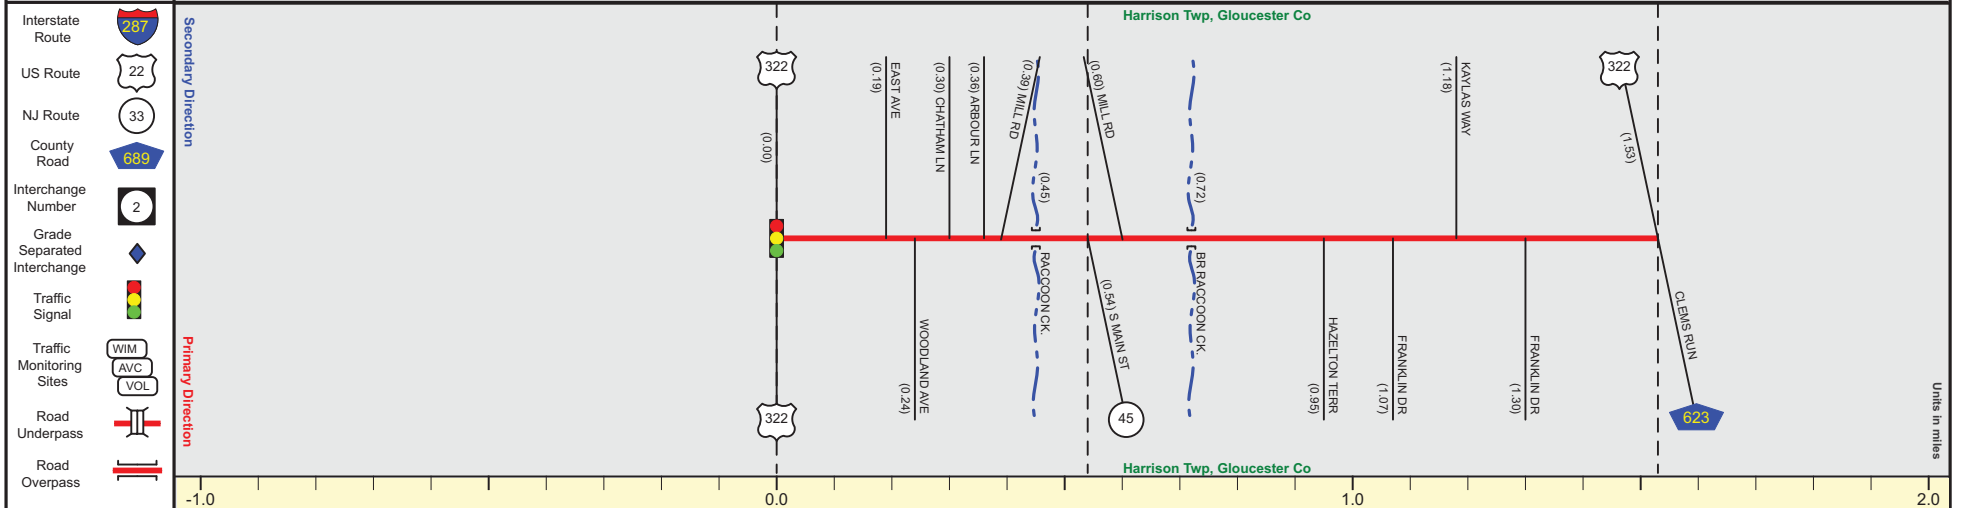 Interstate
Route
287
US Route
22
NJ Route
33
County
Road
689
Interchange
Number
2
Grade
Separated
Interchange
Traffic
Signal
Traffic
Monitoring
Sites
WIM
AVC
VOL
Road
Underpass
Road
Overpass
Secondary Direction
Primary Direction
Harrison Twp, Gloucester Co
322
(0.00)
322
EAST AVE
(0.19)
WOODLAND AVE
(0.24)
(0.30) CHATHAM LN
(0.36) ARBOUR LN
(0.39) MILL RD
(0.45)
RACCOON CK.
(0.60) MILL RD
(0.54) S MAIN ST
45
(0.72)
BR RACCOON CK.
HAZELTON TERR
(0.95)
FRANKLIN DR
(1.07)
KAYLAS WAY
(1.18)
FRANKLIN DR
(1.30)
322
(1.53)
CLEMS RUN
623
Units in miles
Harrison Twp, Gloucester Co
-1.0 0.0 1.0 2.0